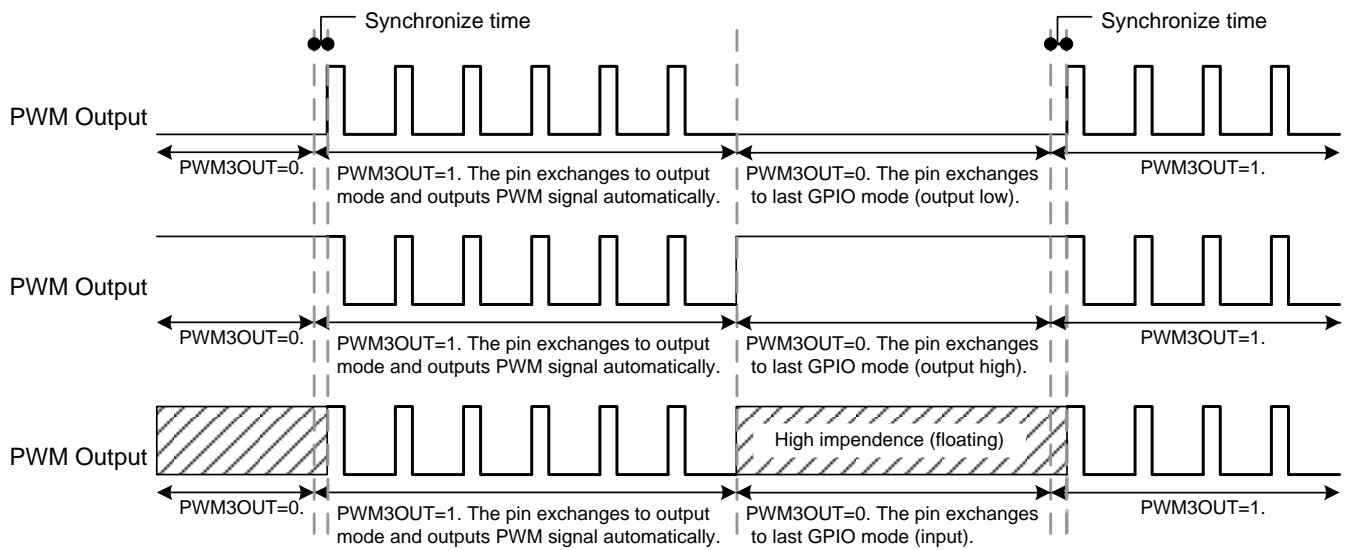 Synchronize time
Synchronize time
PWM Output
PWM3OUT=0.
PWM3OUT=1. The pin exchanges to output
mode and outputs PWM signal automatically.
PWM3OUT=0. The pin exchanges
to last GPIO mode (output low).
PWM3OUT=1.
PWM Output
PWM3OUT=0.
PWM3OUT=1. The pin exchanges to output
mode and outputs PWM signal automatically.
PWM3OUT=0. The pin exchanges
to last GPIO mode (output high).
PWM3OUT=1.
High impendence (floating)
PWM Output
PWM3OUT=0.
PWM3OUT=1. The pin exchanges to output
mode and outputs PWM signal automatically.
PWM3OUT=0. The pin exchanges
to last GPIO mode (input).
PWM3OUT=1.